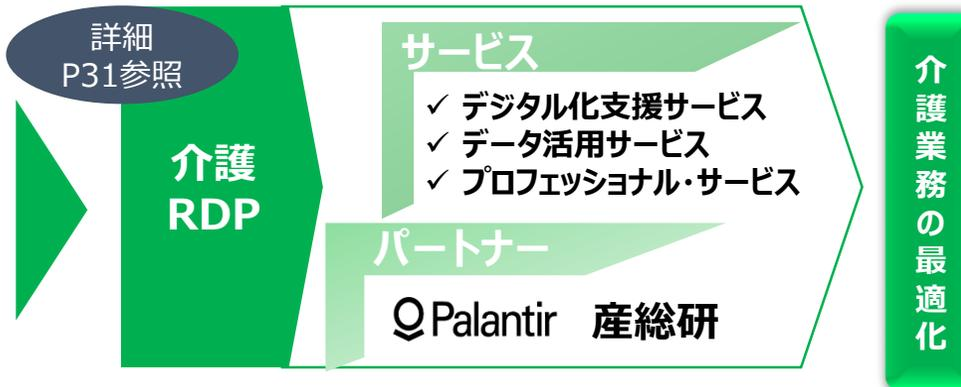 詳細
P31参照
介護
RDP
サービス
✓ デジタル化支援サービス
✓ データ活用サービス
✓ プロフェッショナル・サービス
パートナー
Palantir 産総研
介護業務の最適化